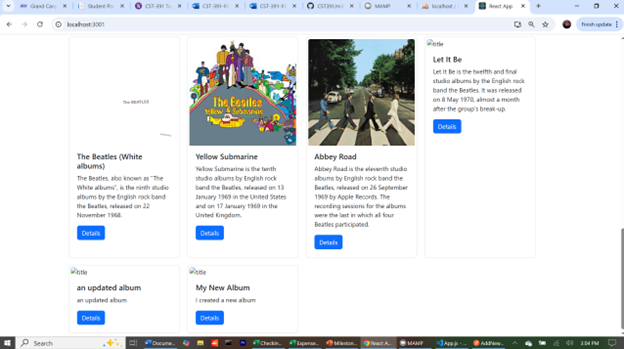 Grand Cany
Student Po
CST-391 To
CST-391-R
CST-391-R
MAMP
localhost /
React App
localhost:3001
Finish update
THE BEATLES
The Beatles
Yellow Submarine
The Beatles (White
albums)
The Beatles, also known as "The
White albums", is the ninth studio
albums by the English rock band
the Beatles, released on 22
November 1968.
Details
Yellow Submarine
Yellow Submarine is the tenth
studio albums by English rock
band the Beatles, released on 13
January 1969 in the United States
and on 17 January 1969 in the
United Kingdom.
Details
Abbey Road
Abbey Road is the eleventh studio
albums by English rock band the
Beatles, released on 26 September
1969 by Apple Records. The
recording sessions for the albums
were the last in which all four
Beatles participated.
Details
title
Let It Be
Let It Be is the twelfth and final
studio albums by the English rock
band the Beatles. It was released
on 8 May 1970, almost a month
after the group's break-up.
Details
title
an updated album
an updated album
Details
title
My New Album
I created a new album
Details
Search
Docume
Checkin
Expense
Mileston
React A
MAMP
App.js -
AddNew
3:04 PM